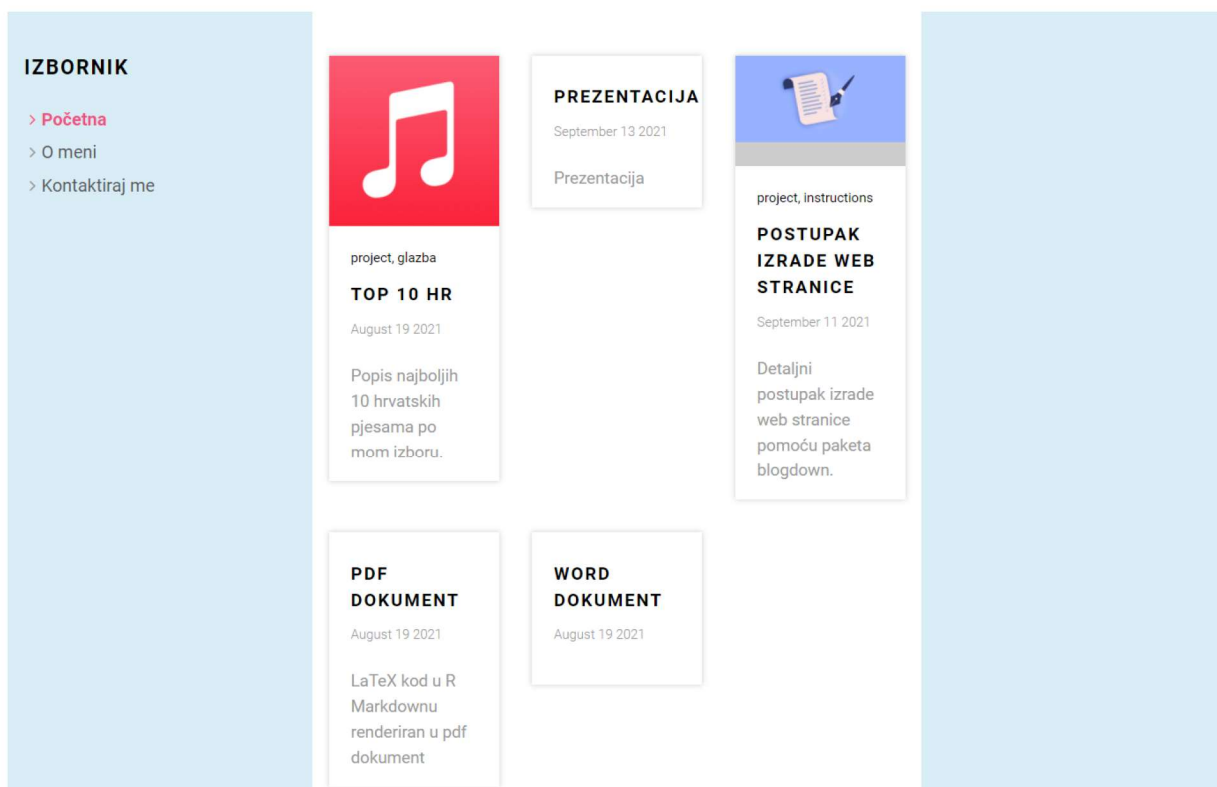 IZBORNIK
Početna
O meni
Kontaktiraj me
project, glazba
TOP 10 HR
August 19 2021
Popis najboljih
10 hrvatskih
pjesama po
mom izboru.
PREZENTACIJA
September 13 2021
Prezentacija
project, instructions
POSTUPAK
IZRADE WEB
STRANICE
September 11 2021
Detaljni
postupak izrade
web stranice
pomoću paketa
blogdown.
PDF
DOKUMENT
August 19 2021
LaTeX kod u R
Markdownu
renderiran u pdf
dokument
WORD
DOKUMENT
August 19 2021